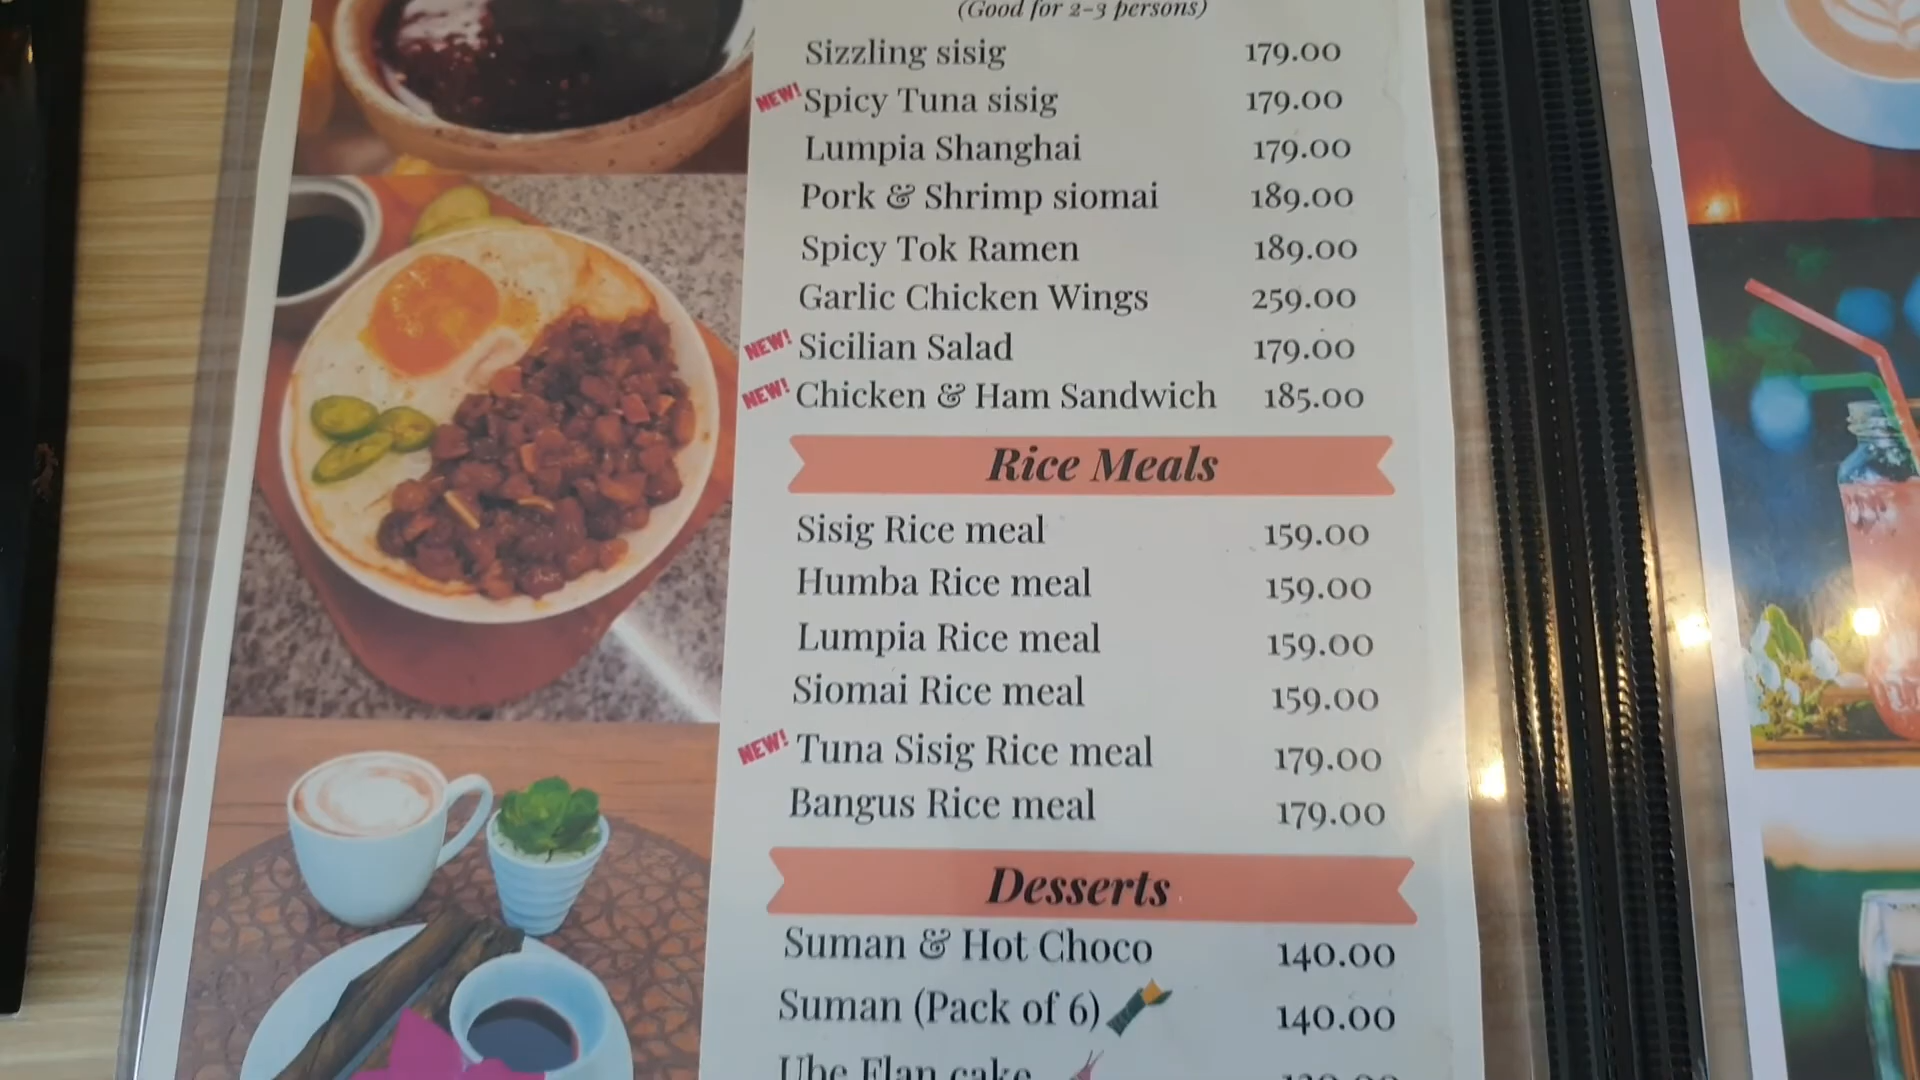 (Good for 2-3 persons)
Sizzling sisig 179.00
NEW! Spicy Tuna sisig 179.00
Lumpia Shanghai 179.00
Pork & Shrimp siomai 189.00
Spicy Tok Ramen 189.00
Garlic Chicken Wings 259.00
NEW! Sicilian Salad 179.00
NEW! Chicken & Ham Sandwich 185.00
Rice Meals
Sisig Rice meal 159.00
Humba Rice meal 159.00
Lumpia Rice meal 159.00
Siomai Rice meal 159.00
NEW! Tuna Sisig Rice meal 179.00
Bangus Rice meal 179.00
Desserts
Suman & Hot Choco 140.00
Suman (Pack of 6) 140.00
Ube Flan cake